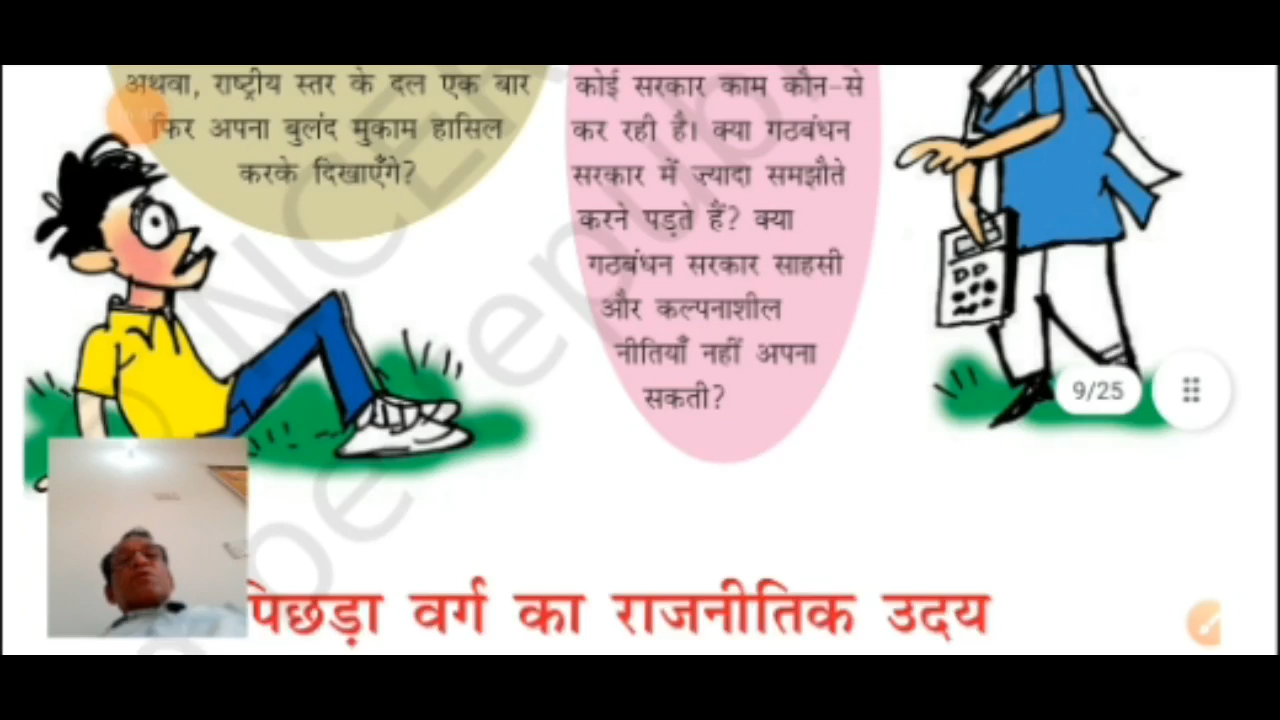 अथवा, राष्ट्रीय स्तर के दल एक बार
फिर अपना बुलंद मुकाम हासिल
करके दिखाएँगे?
कोई सरकार काम कौन-से
कर रही है। क्या गठबंधन
सरकार में ज़्यादा समझौते
करने पड़ते हैं? क्या
गठबंधन सरकार साहसी
और कल्पनाशील
नीतियाँ नहीं अपना
सकती?
9/25
पिछड़ा वर्ग का राजनीतिक उदय